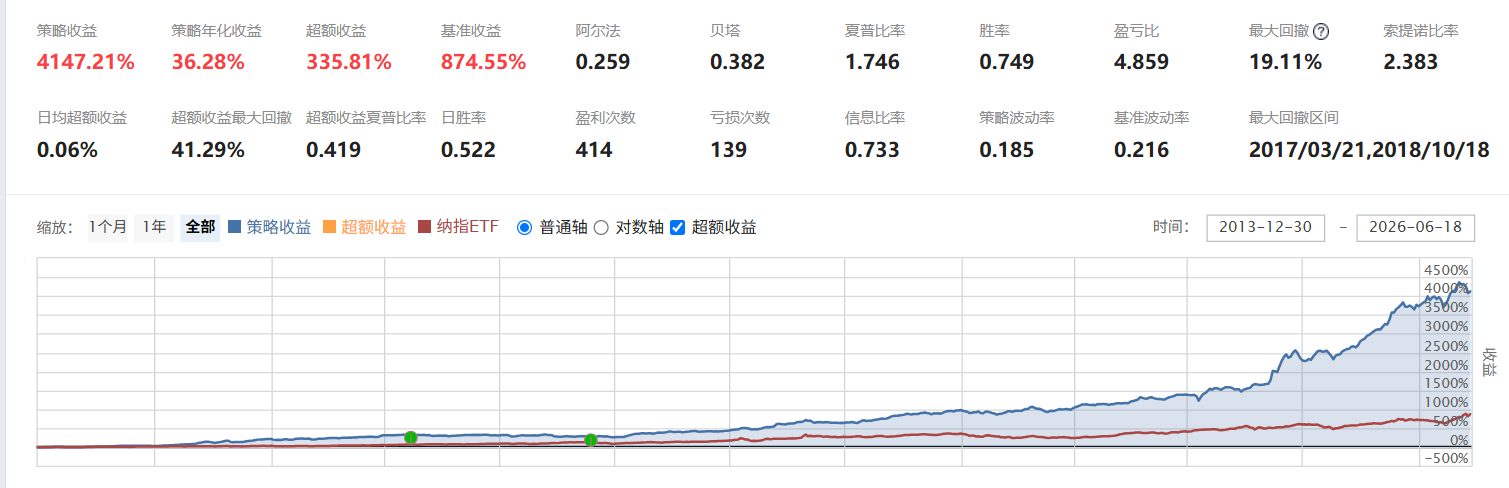 策略收益 策略年化收益 超额收益 基准收益 阿尔法 贝塔 夏普比率 胜率 盈亏比 最大回撤 ? 索提诺比率
4147.21% 36.28% 335.81% 874.55% 0.259 0.382 1.746 0.749 4.859 19.11% 2.383
日均超额收益 超额收益最大回撤 超额收益夏普比率 日胜率 盈利次数 亏损次数 信息比率 策略波动率 基准波动率 最大回撤区间
0.06% 41.29% 0.419 0.522 414 139 0.733 0.185 0.216 2017/03/21,2018/10/18
缩放: 1个月 1年 全部 策略收益 超额收益 纳指ETF 普通轴 对数轴 超额收益 时间: 2013-12-30 – 2026-06-18
4500%
4000%
3500%
3000%
2500%
2000%
1500%
1000%
500%
0%
-500%
收益